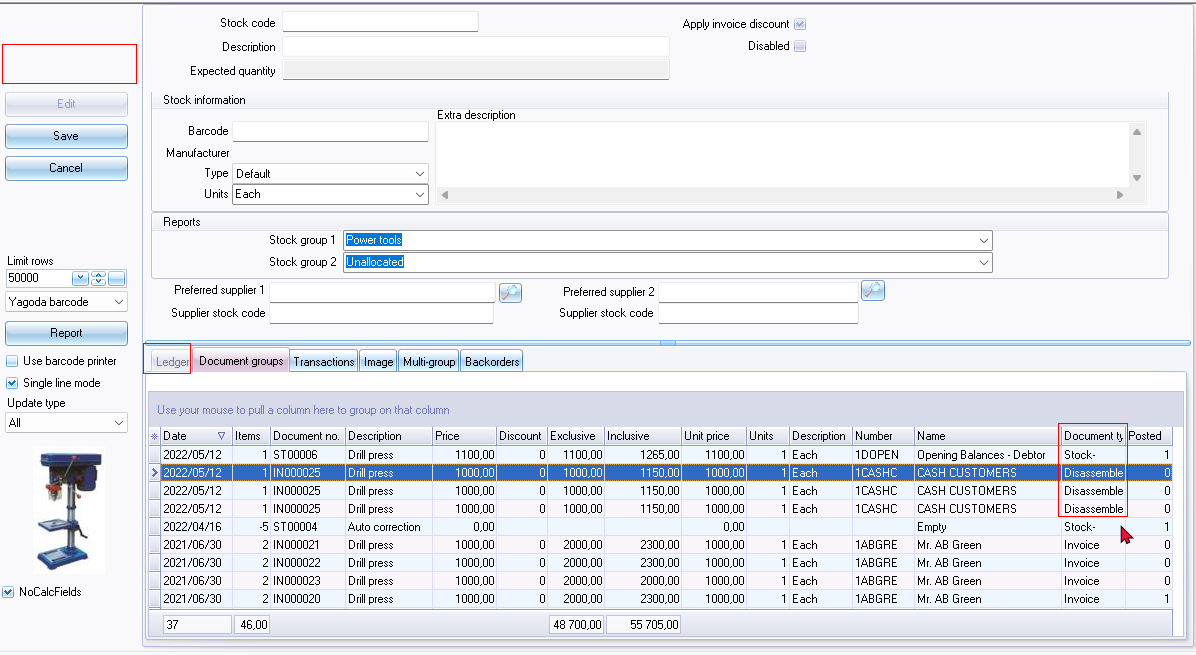 Stock code
Apply invoice discount
Description
Disabled
Expected quantity
Edit
Save
Cancel
Stock information
Extra description
Barcode
Manufacturer
Type Default
Units Each
Reports
Stock group 1 Power tools
Stock group 2 Unallocated
Limit rows
50000
Yagoda barcode
Report
Use barcode printer
Single line mode
Update type
All
NoCalcFields
Preferred supplier 1
Preferred supplier 2
Supplier stock code
Supplier stock code
Ledger Document groups Transactions Image Multi-group Backorders
Use your mouse to pull a column here to group on that column
Date Items Document no. Description Price Discount Exclusive Inclusive Unit price Units Description Number Name Document ty Posted
2022/05/12 1 ST00006 Drill press 1100,00 0 1100,00 1265,00 1100,00 1 Each 1DOPEN Opening Balances - Debtor Stock- 1
2022/05/12 1 IN000025 Drill press 1000,00 0 1000,00 1150,00 1000,00 1 Each 1CASHC CASH CUSTOMERS Disassemble 0
2022/05/12 1 IN000025 Drill press 1000,00 0 1000,00 1150,00 1000,00 1 Each 1CASHC CASH CUSTOMERS Disassemble 0
2022/05/12 1 IN000025 Drill press 1000,00 0 1000,00 1150,00 1000,00 1 Each 1CASHC CASH CUSTOMERS Disassemble 0
2022/04/16 -5 ST00004 Auto correction 0,00 0,00 Empty Stock- 1
2021/06/30 2 IN000021 Drill press 1000,00 0 2000,00 2300,00 1000,00 1 Each 1ABGRE Mr. AB Green Invoice 0
2021/06/30 2 IN000022 Drill press 1000,00 0 2000,00 2300,00 1000,00 1 Each 1ABGRE Mr. AB Green Invoice 0
2021/06/30 2 IN000023 Drill press 1000,00 0 2000,00 2300,00 1000,00 1 Each 1ABGRE Mr. AB Green Invoice 0
2021/06/30 2 IN000020 Drill press 1000,00 0 2000,00 2300,00 1000,00 1 Each 1ABGRE Mr. AB Green Invoice 1
37 46,00 48 700,00 55 705,00